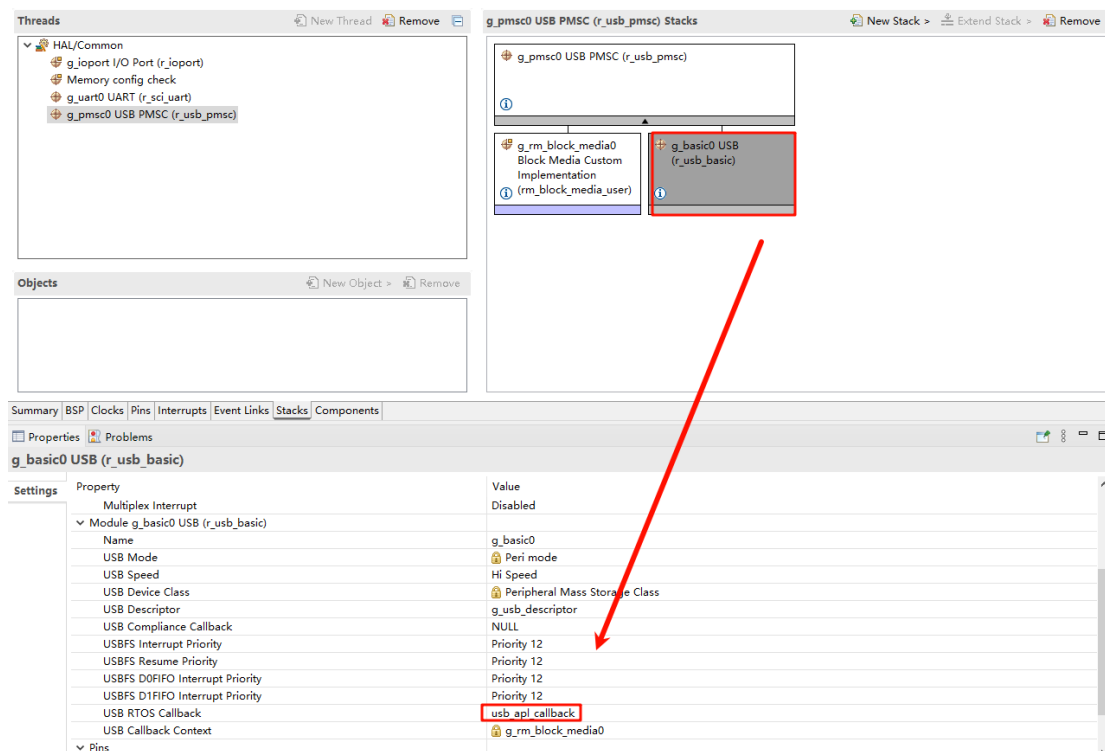 Threads
New Thread Remove
HAL/Common
g_ioport I/O Port (r_ioport)
Memory config check
g_uart0 UART (r_sci_uart)
g_pmsc0 USB PMSC (r_usb_pmsc)
Objects
New Object > Remove
g_pmsc0 USB PMSC (r_usb_pmsc) Stacks
New Stack > Extend Stack > Remove
g_pmsc0 USB PMSC (r_usb_pmsc)
g_rm_block_media0
Block Media Custom
Implementation
(rm_block_media_user)
g_basic0 USB
(r_usb_basic)
Summary BSP Clocks Pins Interrupts Event Links Stacks Components
Properties Problems
g_basic0 USB (r_usb_basic)
Settings
Property Value
Multiplex Interrupt Disabled
Module g_basic0 USB (r_usb_basic)
Name g_basic0
USB Mode Peri mode
USB Speed Hi Speed
USB Device Class Peripheral Mass Storage Class
USB Descriptor g_usb_descriptor
USB Compliance Callback NULL
USBFS Interrupt Priority Priority 12
USBFS Resume Priority Priority 12
USBFS D0FIFO Interrupt Priority Priority 12
USBFS D1FIFO Interrupt Priority Priority 12
USB RTOS Callback usb_apl_callback
USB Callback Context g_rm_block_media0
Pins